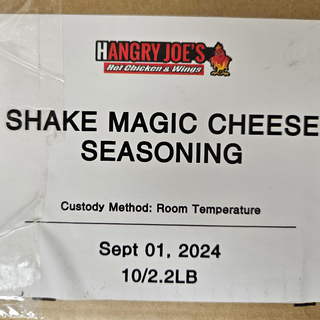 HANGRY JOE'S
Hot Chicken & Wings
SHAKE MAGIC CHEESE
SEASONING
Custody Method: Room Temperature
Sept 01, 2024
10/2.2LB